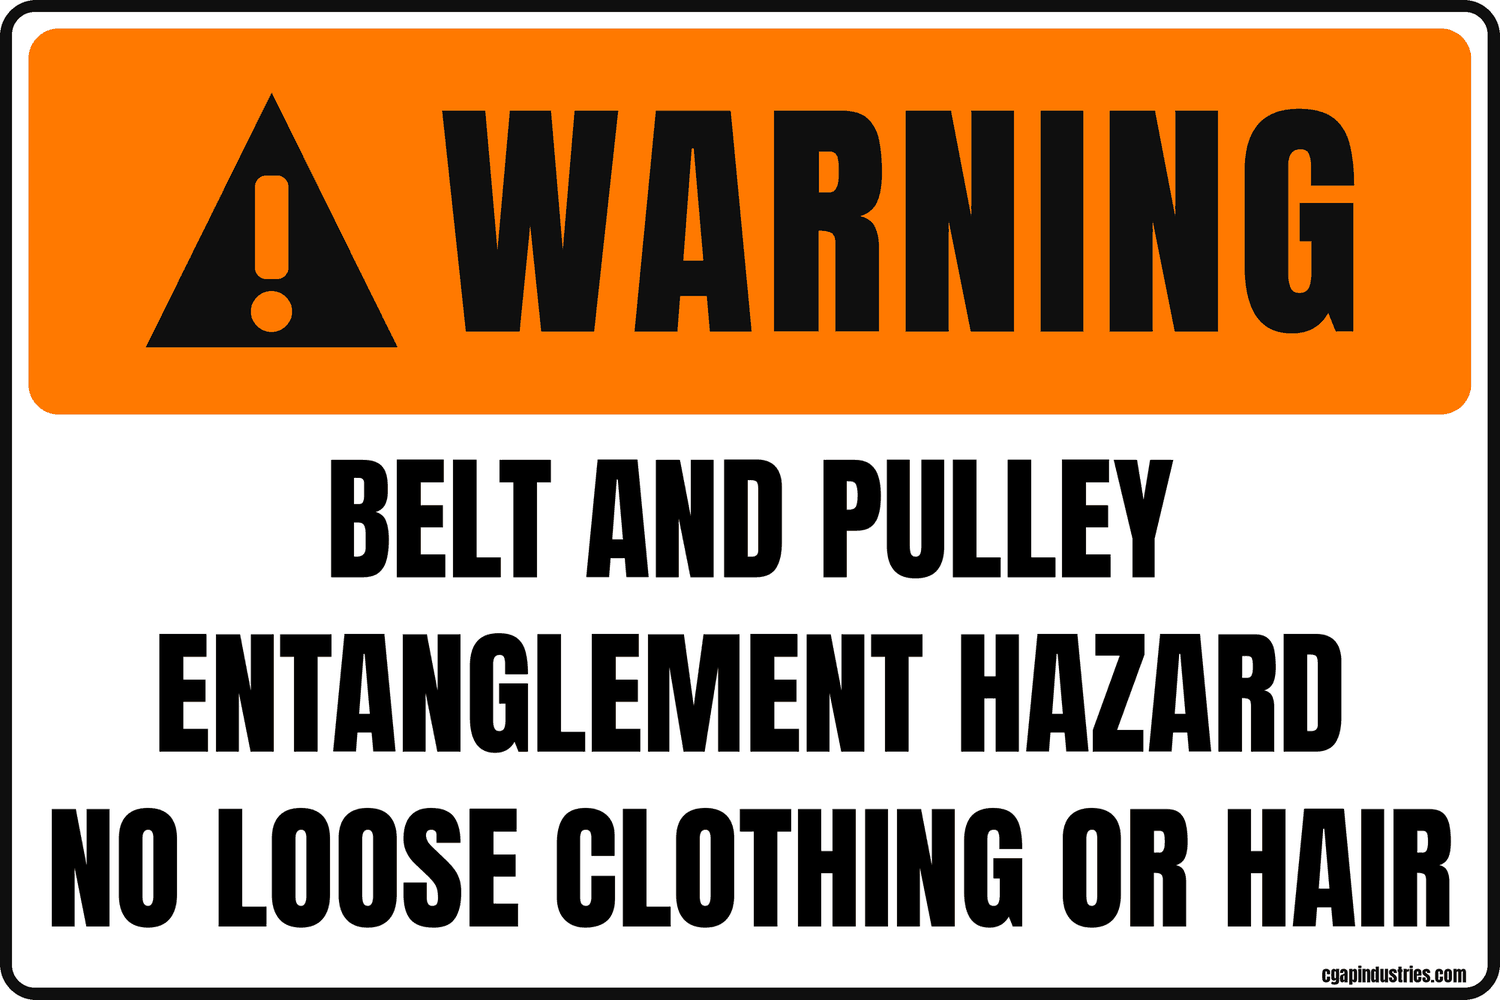 WARNING
BELT AND PULLEY
ENTANGLEMENT HAZARD
NO LOOSE CLOTHING OR HAIR
cgapindustries.com